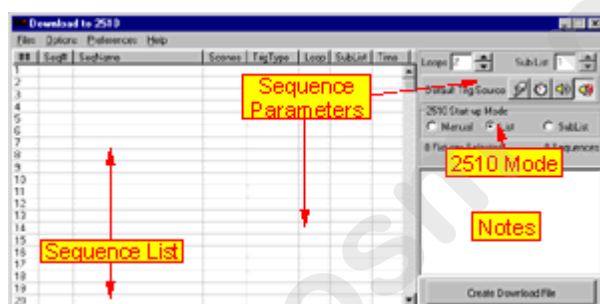 Download to 2510
Files Options Preferences Help
## Seq# SeqName Scenes TrigType Loop SubList Time
1
2
3
4
5
6
7
8
9
10
11
12
13
14
15
16
17
18
19
20
Loops 2 SubList 1
Default Trig Source
2510 Start up Mode
Manual List SubList
0 Sequences
Sequence Parameters
2510 Mode
Sequence List
Notes
Create Download File